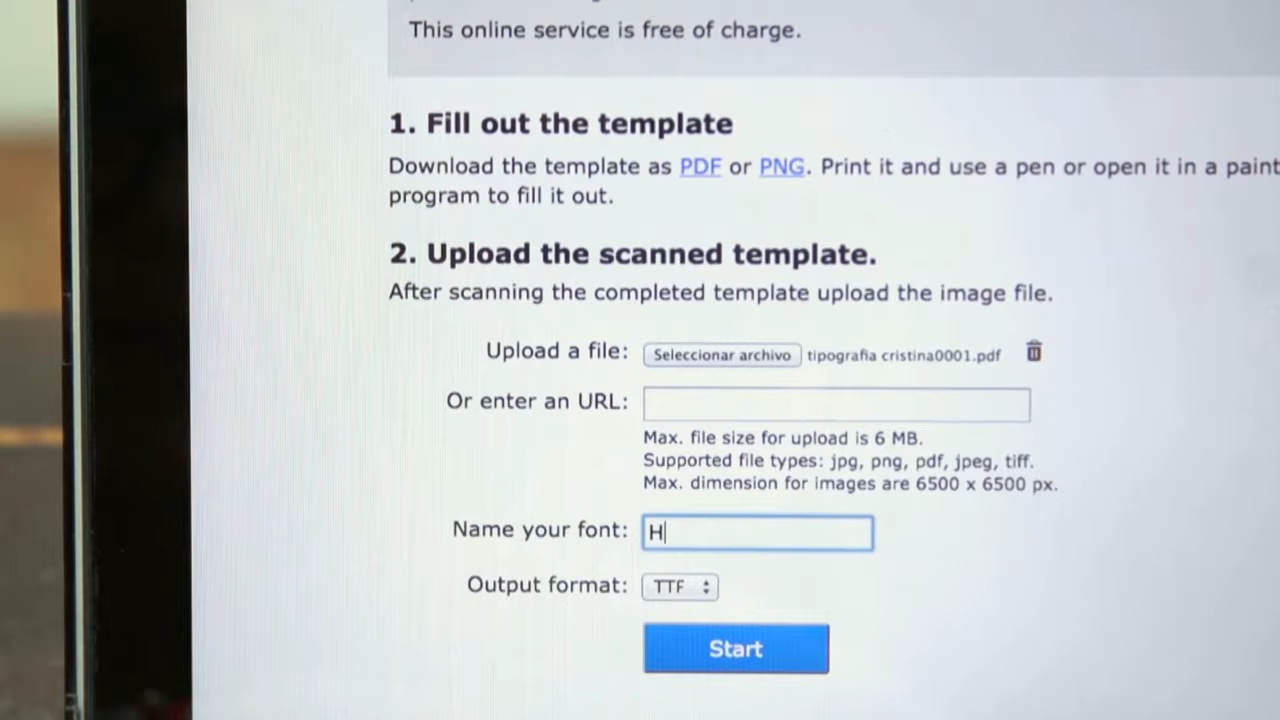 This online service is free of charge.
1. Fill out the template
Download the template as PDF or PNG. Print it and use a pen or open it in a paint
program to fill it out.
2. Upload the scanned template.
After scanning the completed template upload the image file.
Upload a file: Seleccionar archivo tipografia cristina0001.pdf
Or enter an URL:
Max. file size for upload is 6 MB.
Supported file types: jpg, png, pdf, jpeg, tiff.
Max. dimension for images are 6500 x 6500 px.
Name your font: H
Output format: TTF
Start